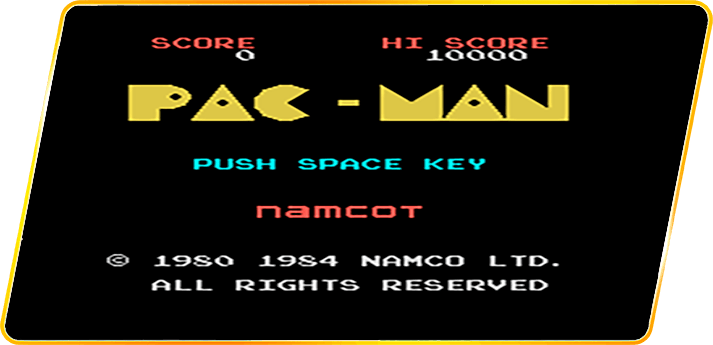 SCORE HI SCORE
0 10000
PAC-MAN
PUSH SPACE KEY
namcot
© 1980 1984 NAMCO LTD.
ALL RIGHTS RESERVED